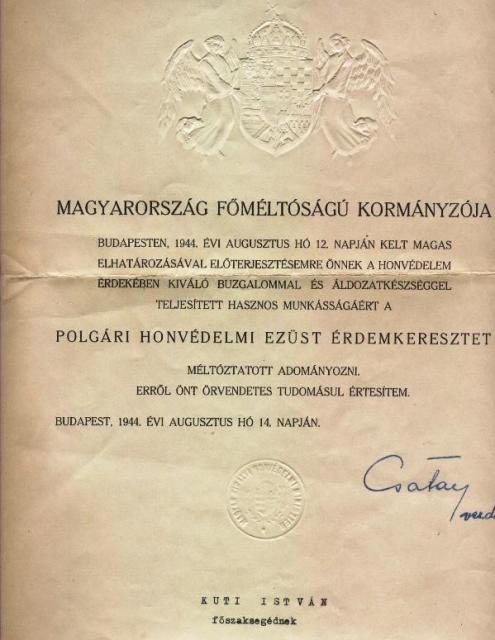 MAGYARORSZÁG FŐMÉLTÓSÁGÚ KORMÁNYZÓJA
BUDAPESTEN, 1944. ÉVI AUGUSZTUS HÓ 12. NAPJÁN KELT MAGAS
ELHATÁROZÁSÁVAL ELŐTERJESZTÉSEMRE ÖNNEK A HONVÉDELEM
ÉRDEKÉBEN KIVÁLÓ BUZGALOMMAL ÉS ÁLDOZATKÉSZSÉGGEL
TELJESÍTETT HASZNOS MUNKÁSSÁGÁÉRT A
POLGÁRI HONVÉDELMI EZÜST ÉRDEMKERESZTET
MÉLTÓZTATOTT ADOMÁNYOZNI.
ERRŐL ÖNT ÖRVENDETES TUDOMÁSUL ÉRTESÍTEM.
BUDAPEST, 1944. ÉVI AUGUSZTUS HÓ 14. NAPJÁN.
Csatay
KUTI ISTVÁN
főszaksegédnek